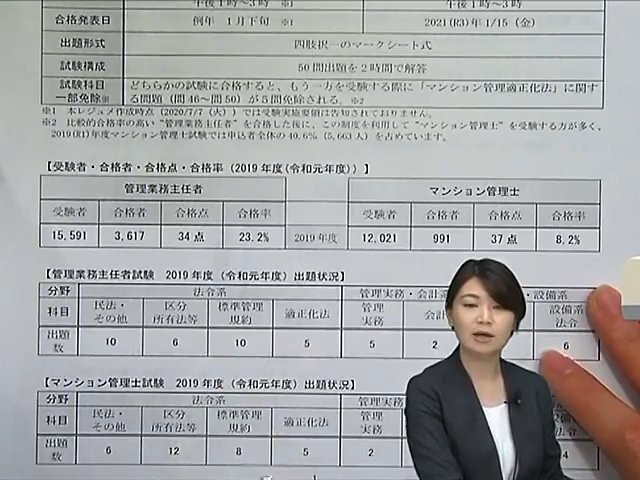 午後1時～3時 ※1 午後1時～3時
合格発表日 例年 1月下旬 ※1 2021(R3)年 1/15（金）
出題形式 四肢択一のマークシート式
試験構成 50問出題を2時間で解答
試験科目 一部免除※ どちらかの試験に合格すると、もう一方を受験する際に「マンション管理適正化法」に関する問題（問46～問50）が5問免除される。※2
※1 本レジュメ作成時点（2020/7/7（火））では受験実施要領は告知されておりません。
※2 比較的合格率の高い"管理業務主任者"を合格した後に、この制度を利用して"マンション管理士"を受験する方が多く、
2019(R1)年度マンション管理士試験では申込者全体の40.6%（5,663人）を占めています。
【受験者・合格者・合格点・合格率（2019年度(令和元年度)）】
管理業務主任者 マンション管理士
受験者 合格者 合格点 合格率 受験者 合格者 合格点 合格率
15,591 3,617 34点 23.2% 2019年度 12,021 991 37点 8.2%
【管理業務主任者試験 2019年度（令和元年度）出題状況】
分野 法令系 管理実務・会計系 ・設備系
科目 民法・その他 区分所有法等 標準管理規約 適正化法 管理実務 会計 設備系法令
出題数 10 6 10 5 5 2 6
【マンション管理士試験 2019年度（令和元年度）出題状況】
分野 法令系 管理実務
科目 民法・その他 区分所有法等 標準管理規約 適正化法 管理実務
出題数 6 12 8 5 2 4